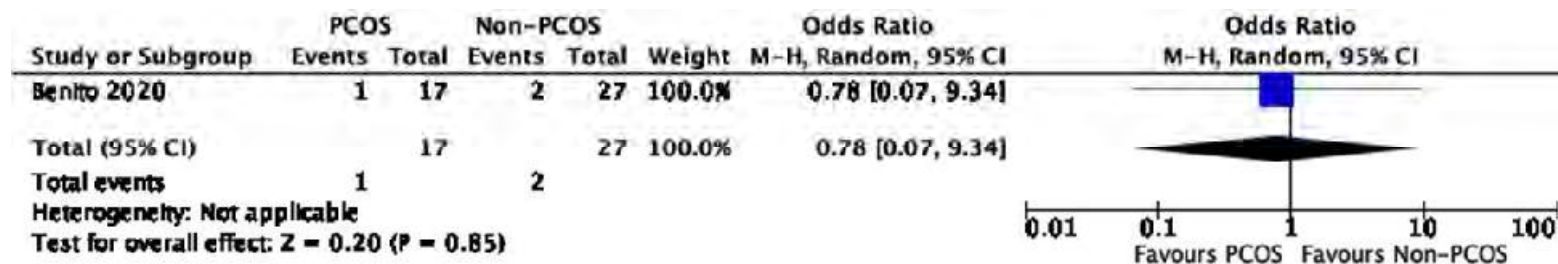 PCOS Non-PCOS Odds Ratio Odds Ratio
Study or Subgroup Events Total Events Total Weight M-H, Random, 95% CI M-H, Random, 95% CI
Benito 2020 1 17 2 27 100.0% 0.78 [0.07, 9.34]
Total (95% CI) 17 27 100.0% 0.78 [0.07, 9.34]
Total events 1 2
Heterogeneity: Not applicable
Test for overall effect: Z = 0.20 (P = 0.85)
0.01 0.1 1 10 100
Favours PCOS Favours Non-PCOS